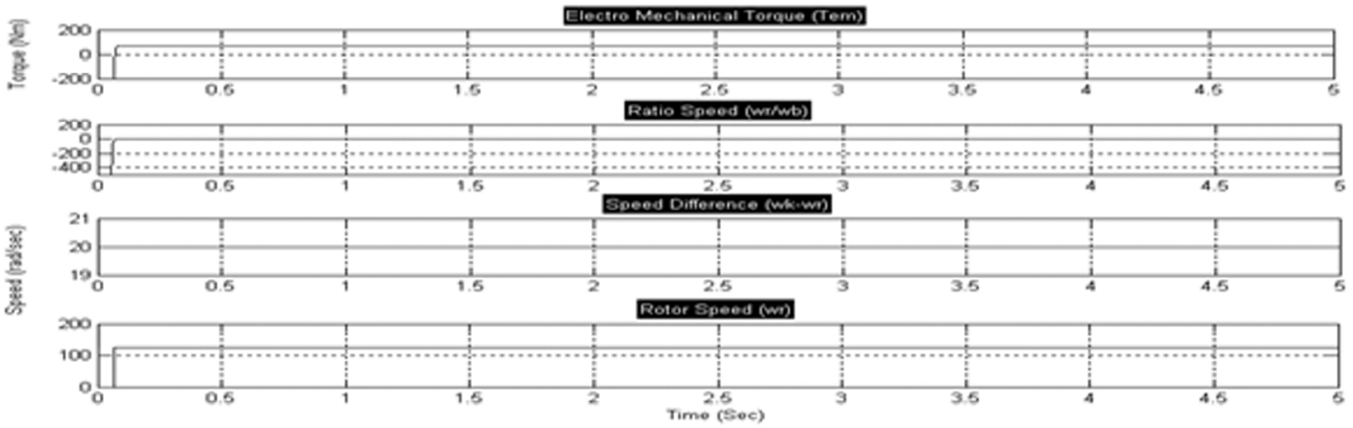 Electro Mechanical Torque (Tem)
Torque (Nm)
200
0
-200
0 0.5 1 1.5 2 2.5 3 3.5 4 4.5 5
Ratio Speed (wr/wb)
200
0
-200
-400
0 0.5 1 1.5 2 2.5 3 3.5 4 4.5 5
Speed Difference (wk-wr)
Speed (rad/sec)
21
20
19
0 0.5 1 1.5 2 2.5 3 3.5 4 4.5 5
Rotor Speed (wr)
200
100
0
0 0.5 1 1.5 2 2.5 3 3.5 4 4.5 5
Time (Sec)